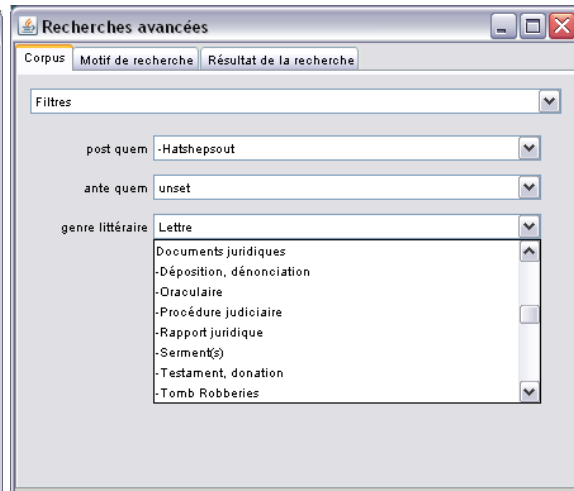 Recherches avancées
Corpus Motif de recherche Résultat de la recherche
Filtres
post quem -Hatshepsout
ante quem unset
genre littéraire Lettre
Documents juridiques
-Déposition, dénonciation
-Oraculaire
-Procédure judiciaire
-Rapport juridique
-Serment(s)
-Testament, donation
-Tomb Robberies